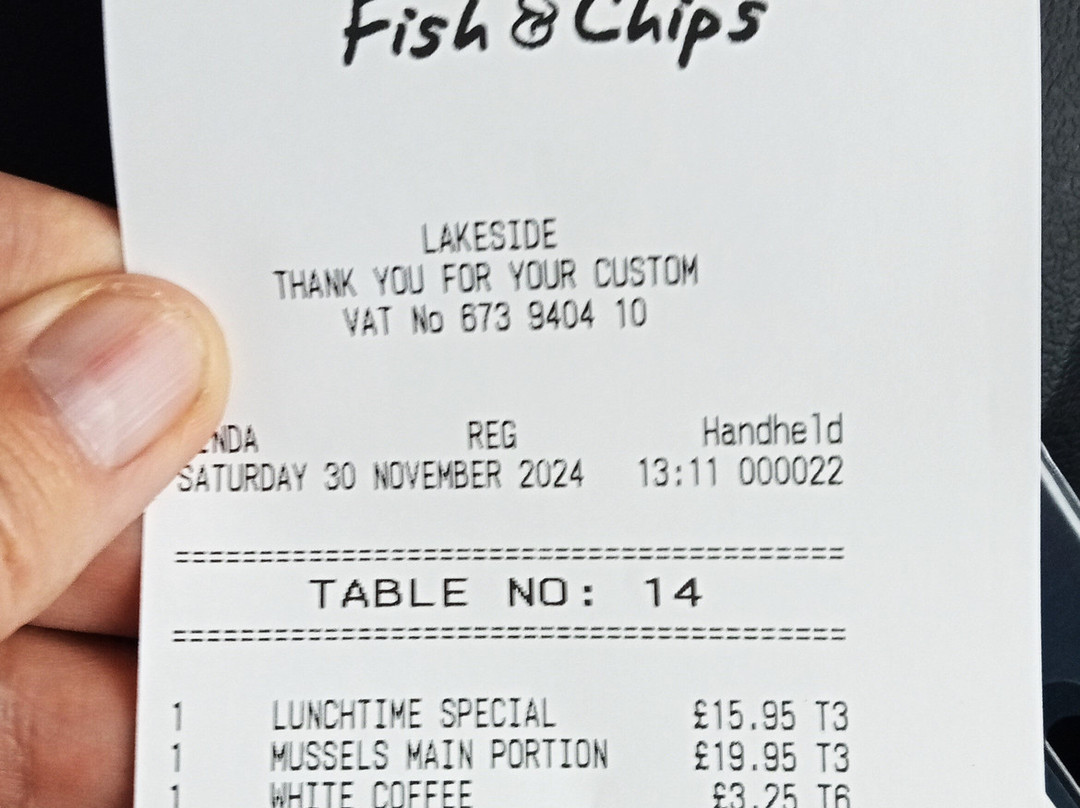 Fish & Chips
LAKESIDE
THANK YOU FOR YOUR CUSTOM
VAT No 673 9404 10
REG Handheld
SATURDAY 30 NOVEMBER 2024 13:11 000022
========================================
TABLE NO: 14
========================================
1 LUNCHTIME SPECIAL £15.95 T3
1 MUSSELS MAIN PORTION £19.95 T3
1 WHITE COFFEE £3.25 T6